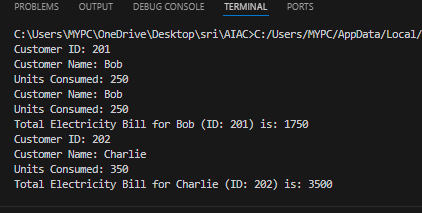 PROBLEMS OUTPUT DEBUG CONSOLE TERMINAL PORTS
C:\Users\MYPC\OneDrive\Desktop\sri\AIAC>C:/Users/MYPC/AppData/Local/
Customer ID: 201
Customer Name: Bob
Units Consumed: 250
Customer Name: Bob
Units Consumed: 250
Total Electricity Bill for Bob (ID: 201) is: 1750
Customer ID: 202
Customer Name: Charlie
Units Consumed: 350
Total Electricity Bill for Charlie (ID: 202) is: 3500